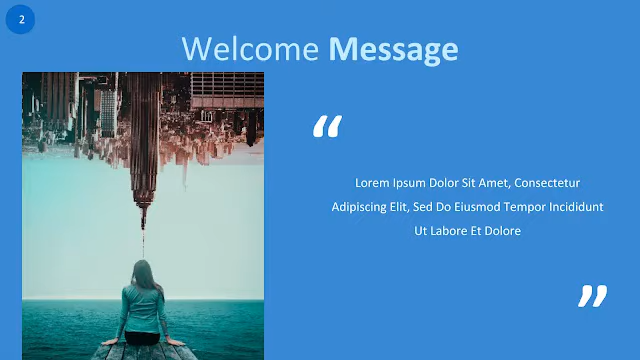 2
Welcome Message
“
Lorem Ipsum Dolor Sit Amet, Consectetur
Adipiscing Elit, Sed Do Eiusmod Tempor Incididunt
Ut Labore Et Dolore
”